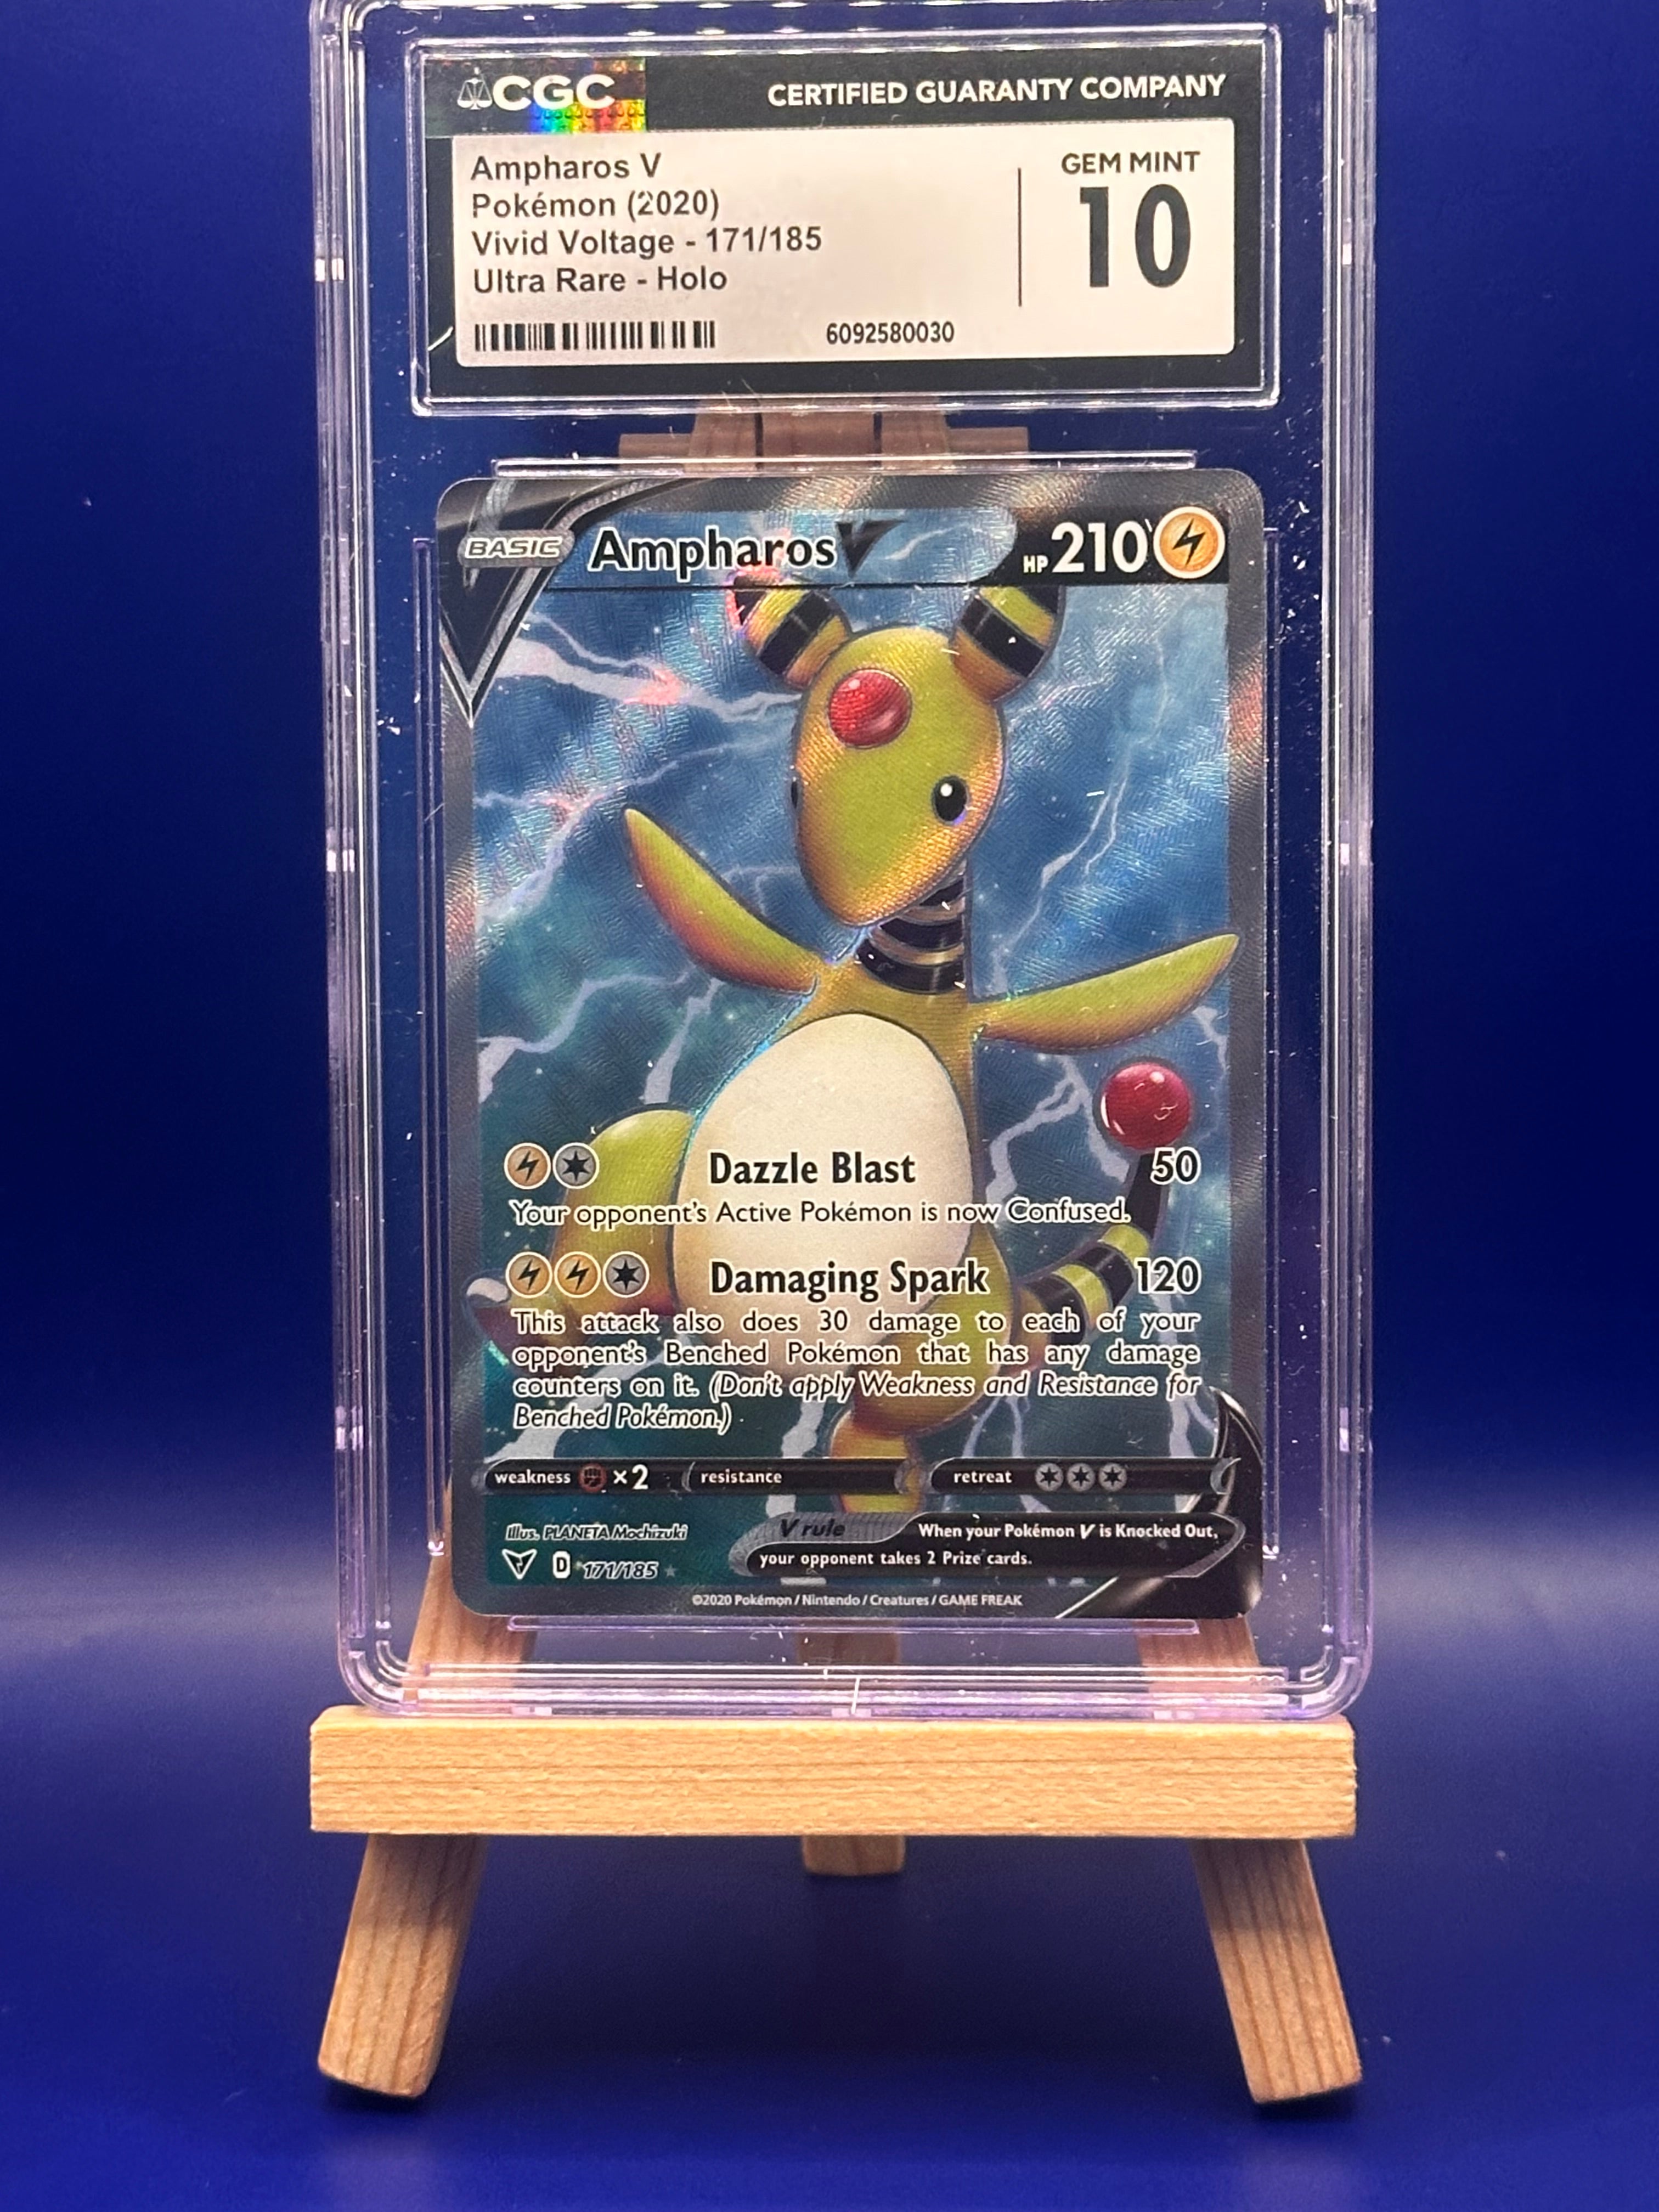 CGC
CERTIFIED GUARANTY COMPANY
Ampharos V
Pokémon (2020)
Vivid Voltage - 171/185
Ultra Rare - Holo
GEM MINT
10
6092580030
BASIC
Ampharos V
HP 210
Dazzle Blast 50
Your opponent's Active Pokémon is now Confused.
Damaging Spark 120
This attack also does 30 damage to each of your
opponent's Benched Pokémon that has any damage
counters on it. (Don't apply Weakness and Resistance for
Benched Pokémon.)
weakness ×2 resistance retreat
Illus. PLANETA Mochizuki
V rule
When your Pokémon V is Knocked Out,
your opponent takes 2 Prize cards.
D 171/185
©2020 Pokémon / Nintendo / Creatures / GAME FREAK